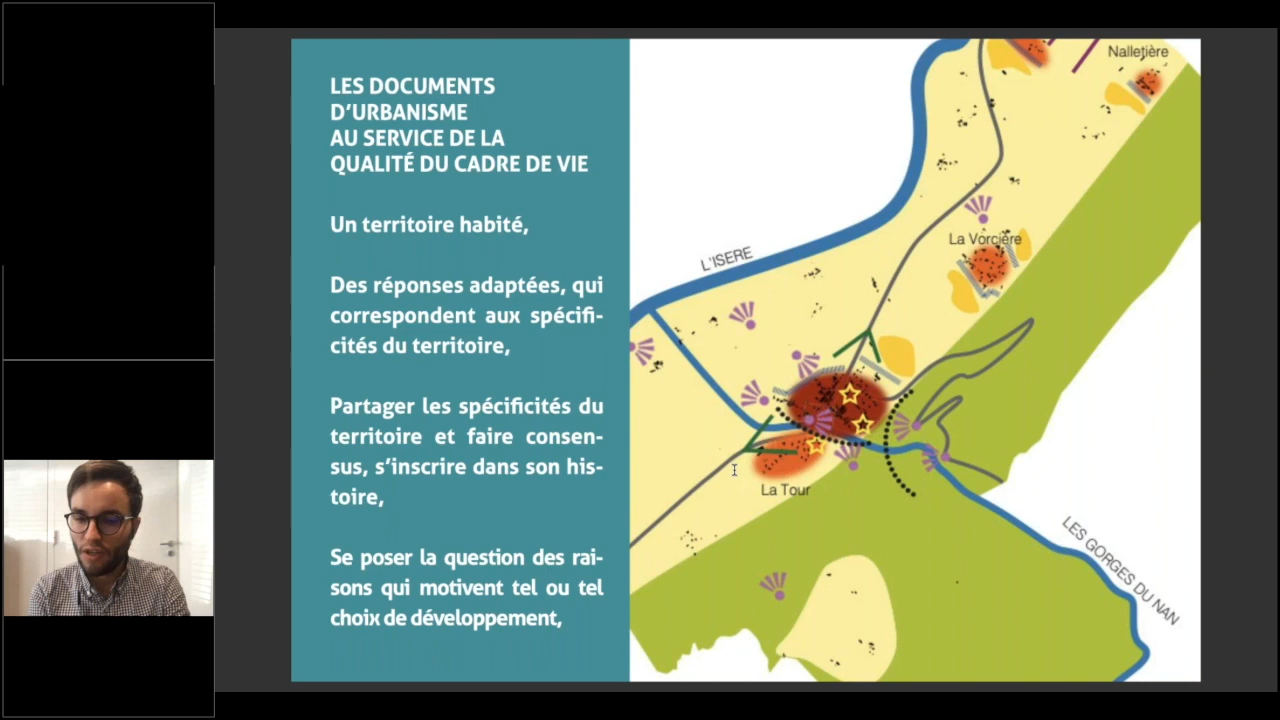 LES DOCUMENTS
D'URBANISME
AU SERVICE DE LA
QUALITÉ DU CADRE DE VIE
Un territoire habité,
Des réponses adaptées, qui
correspondent aux spécifi-
cités du territoire,
Partager les spécificités du
territoire et faire consen-
sus, s'inscrire dans son his-
toire,
Se poser la question des rai-
sons qui motivent tel ou tel
choix de développement,
Nalletière
La Vorcière
L'ISERE
La Tour
LES GORGES DU NAN